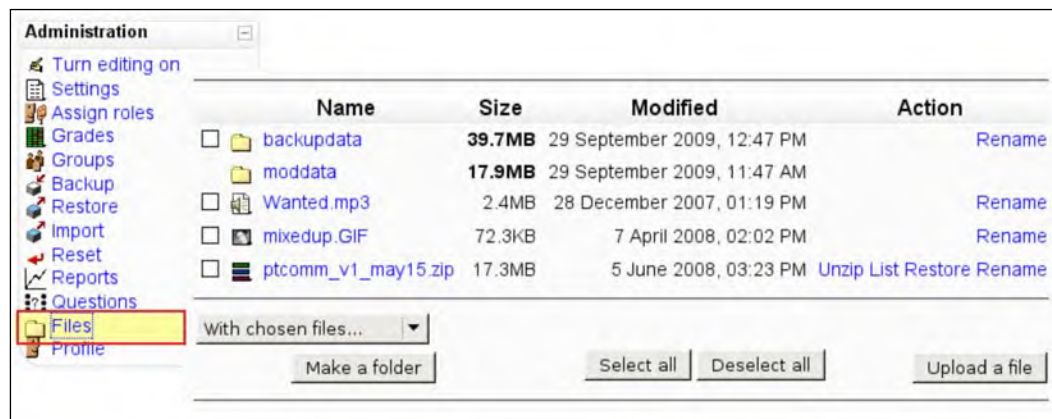 Administration
Turn editing on
Settings
Assign roles
Grades
Groups
Backup
Restore
Import
Reset
Reports
Questions
Files
Profile
Name Size Modified Action
backupdata 39.7MB 29 September 2009, 12:47 PM Rename
moddata 17.9MB 29 September 2009, 11:47 AM
Wanted.mp3 2.4MB 28 December 2007, 01:19 PM Rename
mixedup.GIF 72.3KB 7 April 2008, 02:02 PM Rename
ptcomm_v1_may15.zip 17.3MB 5 June 2008, 03:23 PM Unzip List Restore Rename
With chosen files...
Make a folder Select all Deselect all Upload a file